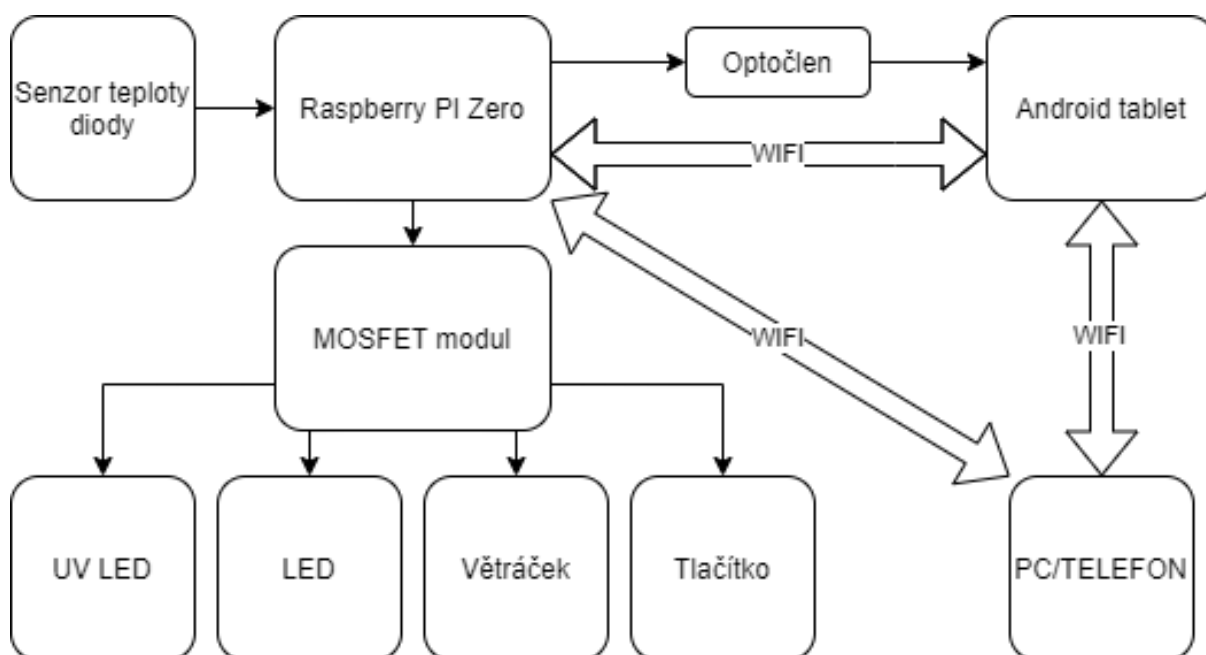 Senzor teploty
diody
Raspberry PI Zero
Optočlen
Android tablet
WIFI
MOSFET modul
WIFI
WIFI
UV LED
LED
Větráček
Tlačítko
PC/TELEFON